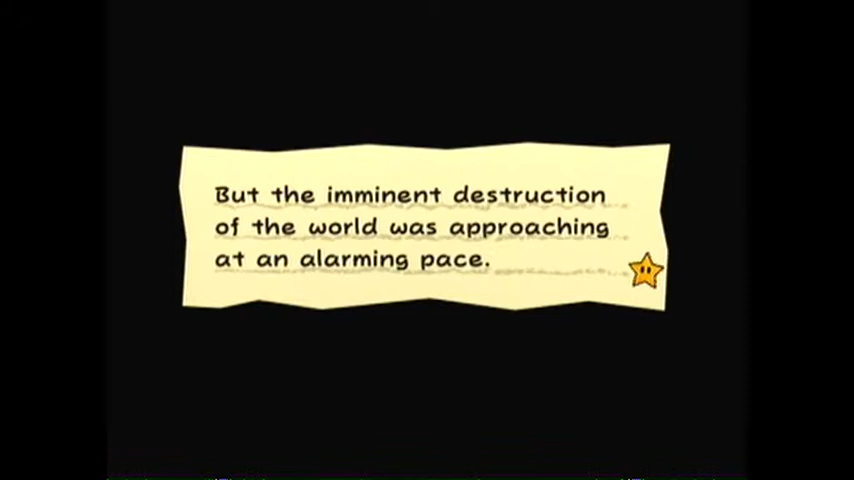 But the imminent destruction
of the world was approaching
at an alarming pace.